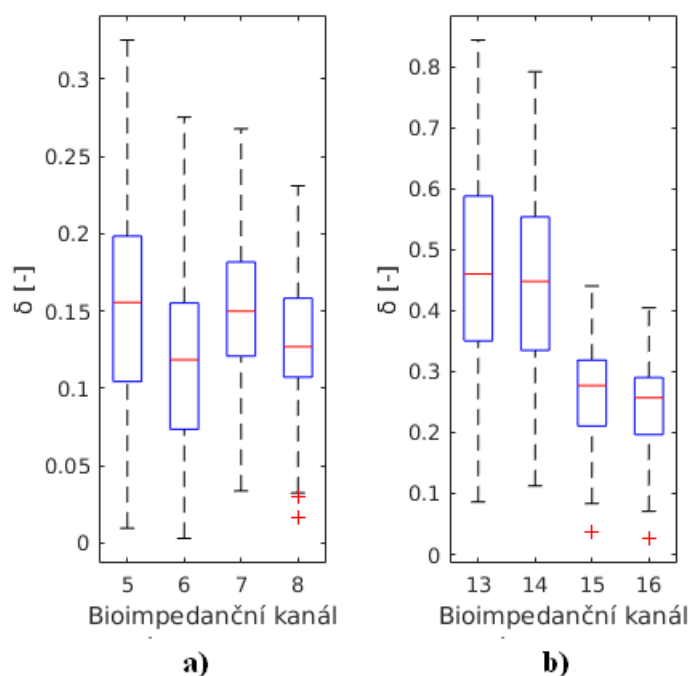 0.3
0.25
0.2
0.15
0.1
0.05
0
δ [-]
5 6 7 8
Bioimpedanční kanál
a)
0.8
0.7
0.6
0.5
0.4
0.3
0.2
0.1
0
δ [-]
13 14 15 16
Bioimpedanční kanál
b)